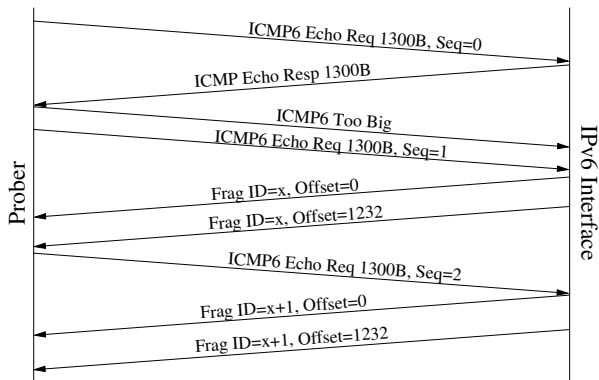 ICMP6 Echo Req 1300B, Seq=0
ICMP Echo Resp 1300B
ICMP6 Too Big
ICMP6 Echo Req 1300B, Seq=1
Frag ID=x, Offset=0
Frag ID=x, Offset=1232
ICMP6 Echo Req 1300B, Seq=2
Frag ID=x+1, Offset=0
Frag ID=x+1, Offset=1232
Prober
IPv6 Interface